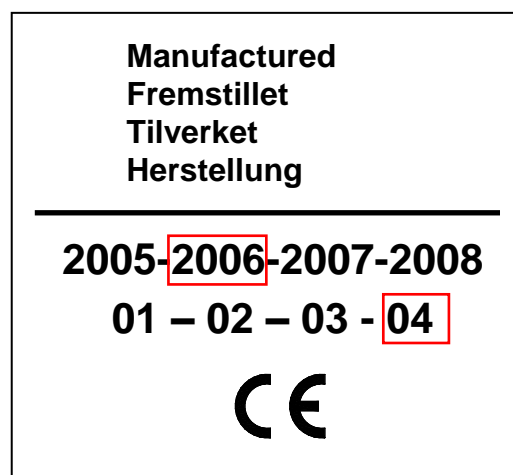 Manufactured
Fremstillet
Tilverket
Herstellung
2005-2006-2007-2008
01 – 02 – 03 - 04
CE